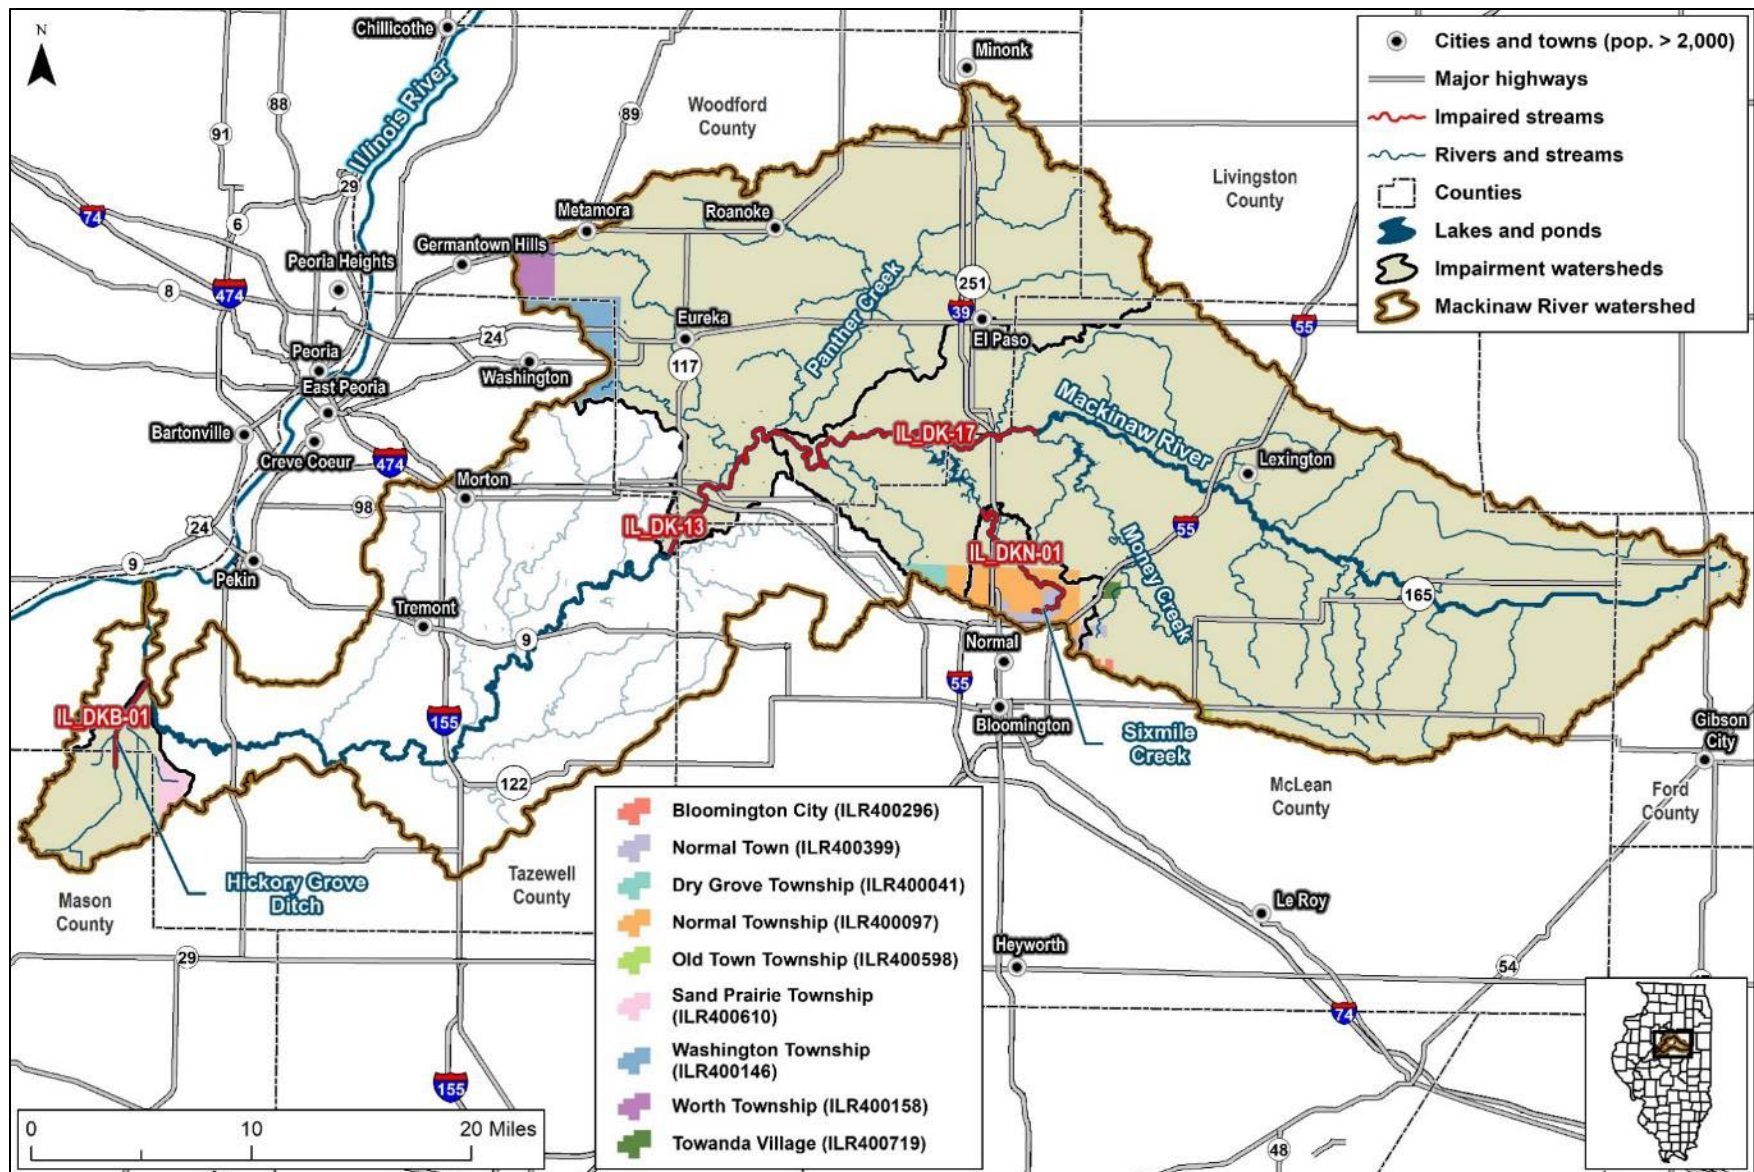 N
Chillicothe
Minonk
Cities and towns (pop. > 2,000)
Major highways
Impaired streams
Rivers and streams
Counties
Lakes and ponds
Impairment watersheds
Mackinaw River watershed
88
91
89
Woodford
County
Illinois River
29
Livingston
County
74
6
Metamora
Roanoke
Germantown Hills
Peoria Heights
8
474
251
39
55
Panther Creek
Eureka
El Paso
24
Peoria
Washington
117
East Peoria
Mackinaw River
Bartonville
IL_DK-17
Creve Coeur
474
Lexington
Morton
98
24
IL_DK-13
55
IL_DKN-01
Money Creek
9
Pekin
165
Tremont
9
Normal
55
IL_DKB-01
155
Bloomington
Sixmile
Creek
Gibson
City
122
McLean
County
Ford
County
Bloomington City (ILR400296)
Normal Town (ILR400399)
Dry Grove Township (ILR400041)
Normal Township (ILR400097)
Old Town Township (ILR400598)
Sand Prairie Township
(ILR400610)
Washington Township
(ILR400146)
Worth Township (ILR400158)
Towanda Village (ILR400719)
Hickory Grove
Ditch
Tazewell
County
Mason
County
Le Roy
29
Heyworth
54
74
155
0 10 20 Miles
48